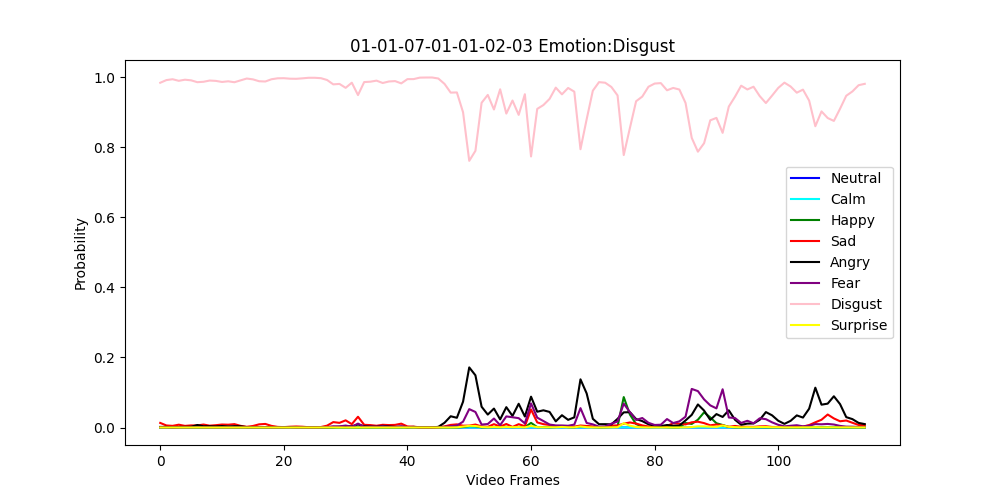 01-01-07-01-01-02-03 Emotion:Disgust
1.0
0.8
0.6
0.4
0.2
0.0
Probability
0 20 40 60 80 100
Video Frames
Neutral
Calm
Happy
Sad
Angry
Fear
Disgust
Surprise